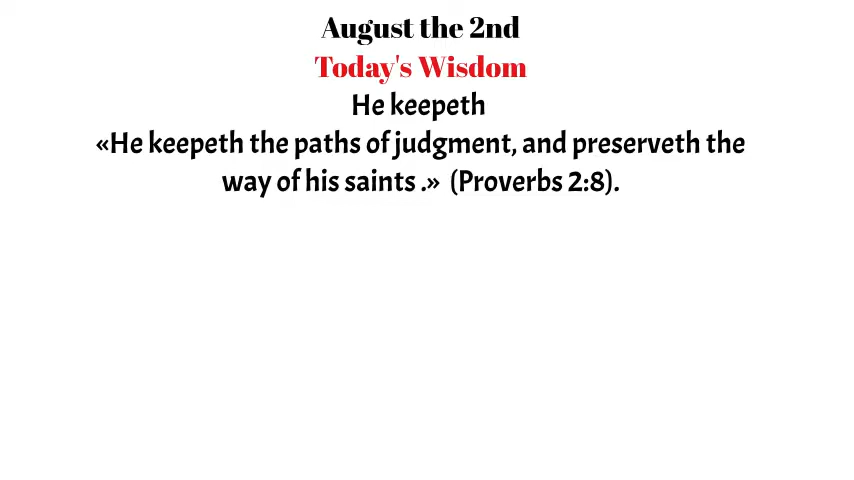 August the 2nd
Today's Wisdom
He keepeth
«He keepeth the paths of judgment, and preserveth the
way of his saints .» (Proverbs 2:8).